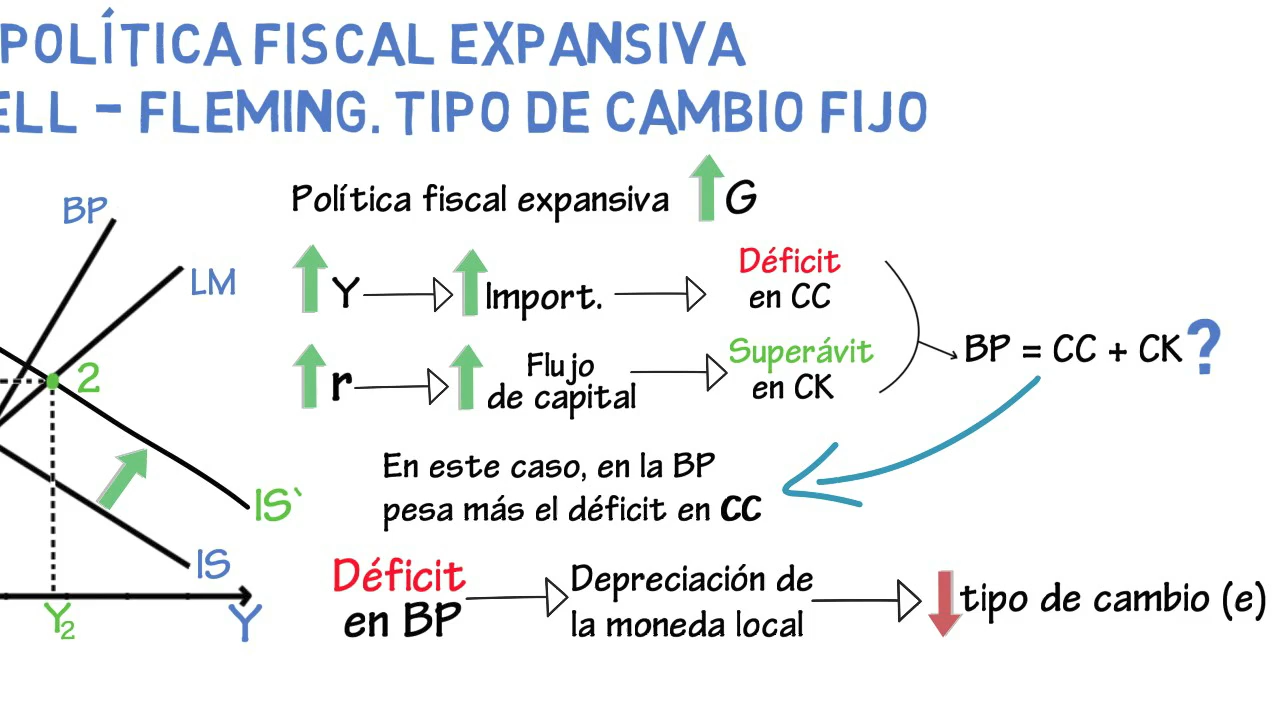 POLÍTICA FISCAL EXPANSIVA
ELL - FLEMING. TIPO DE CAMBIO FIJO
BP
LM
2
IS`
IS
Y2
Y
Política fiscal expansiva G
Y Import. Déficit
en CC
r Flujo
de capital
Superávit
en CK
BP = CC + CK?
En este caso, en la BP
pesa más el déficit en CC
Déficit
en BP
Depreciación de
la moneda local
tipo de cambio (e)